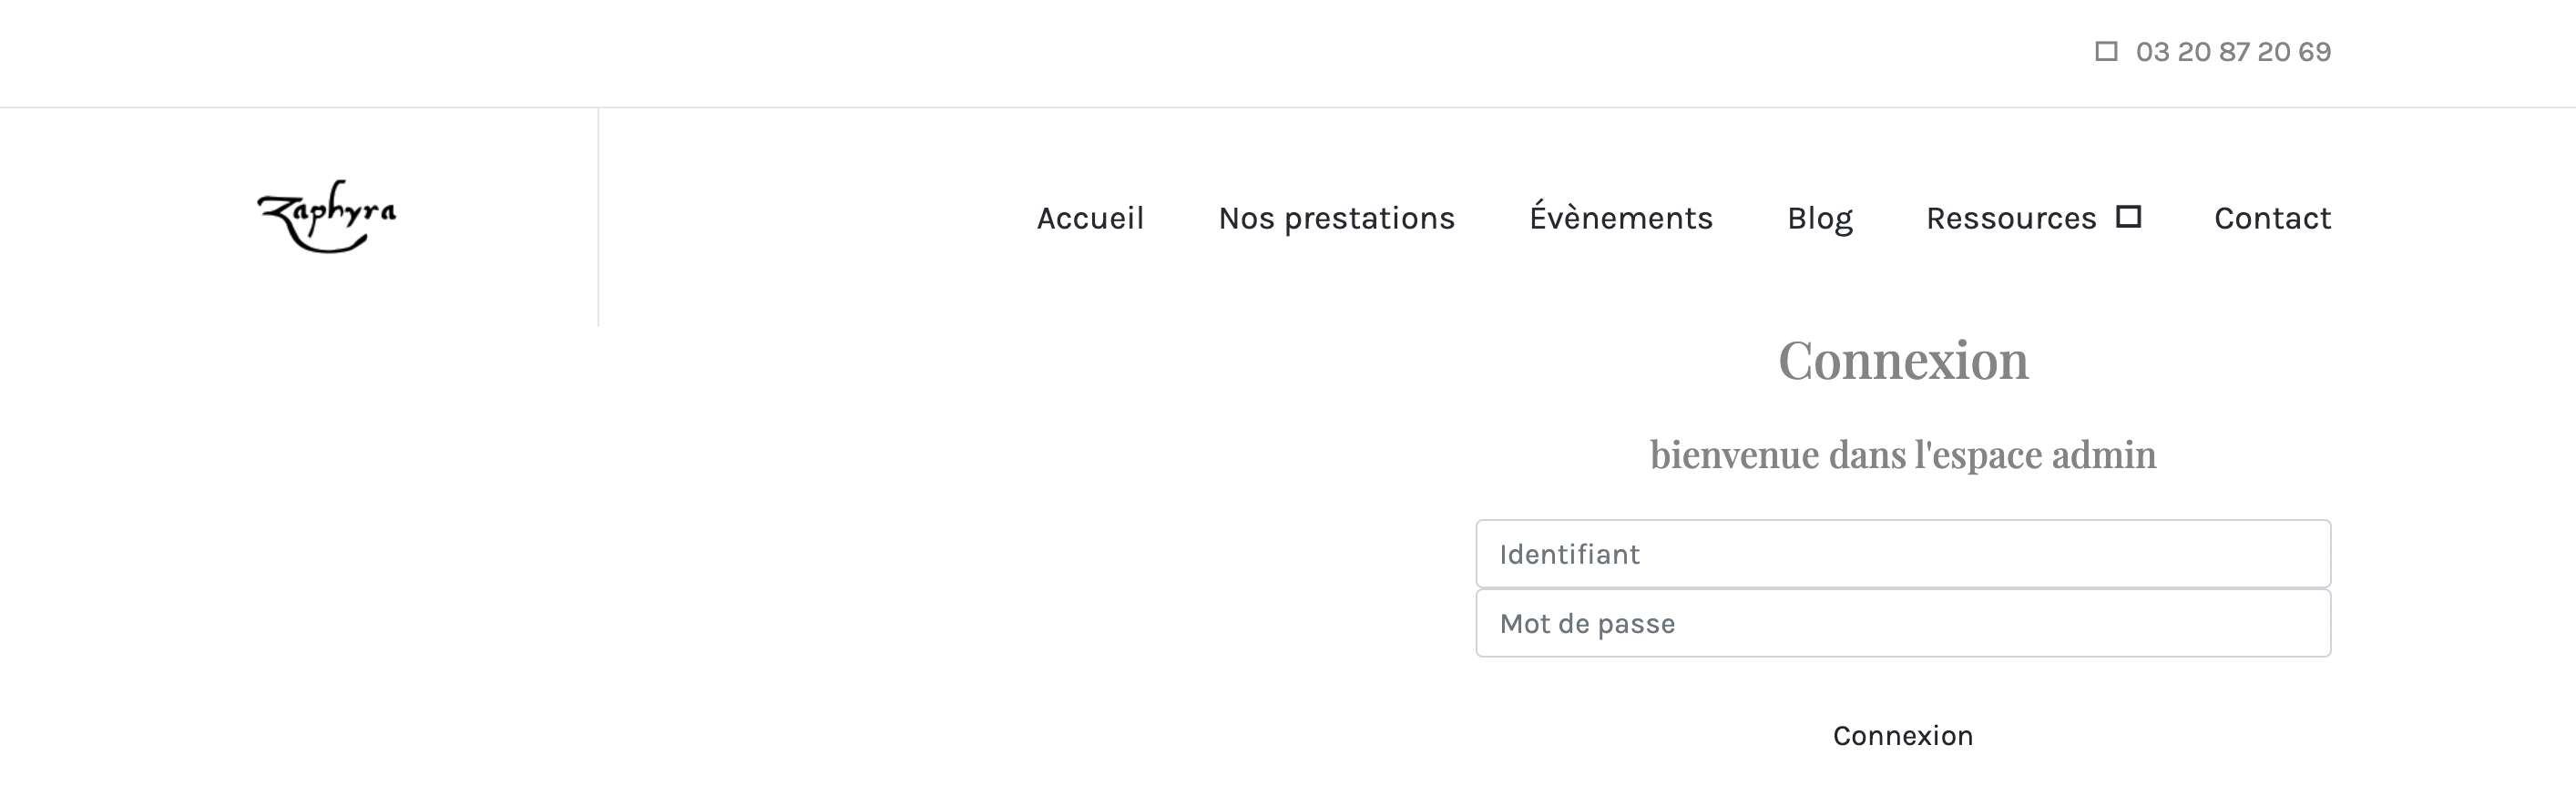 03 20 87 20 69
Zaphyra
Accueil Nos prestations Évènements Blog Ressources Contact
Connexion
bienvenue dans l'espace admin
Identifiant
Mot de passe
Connexion